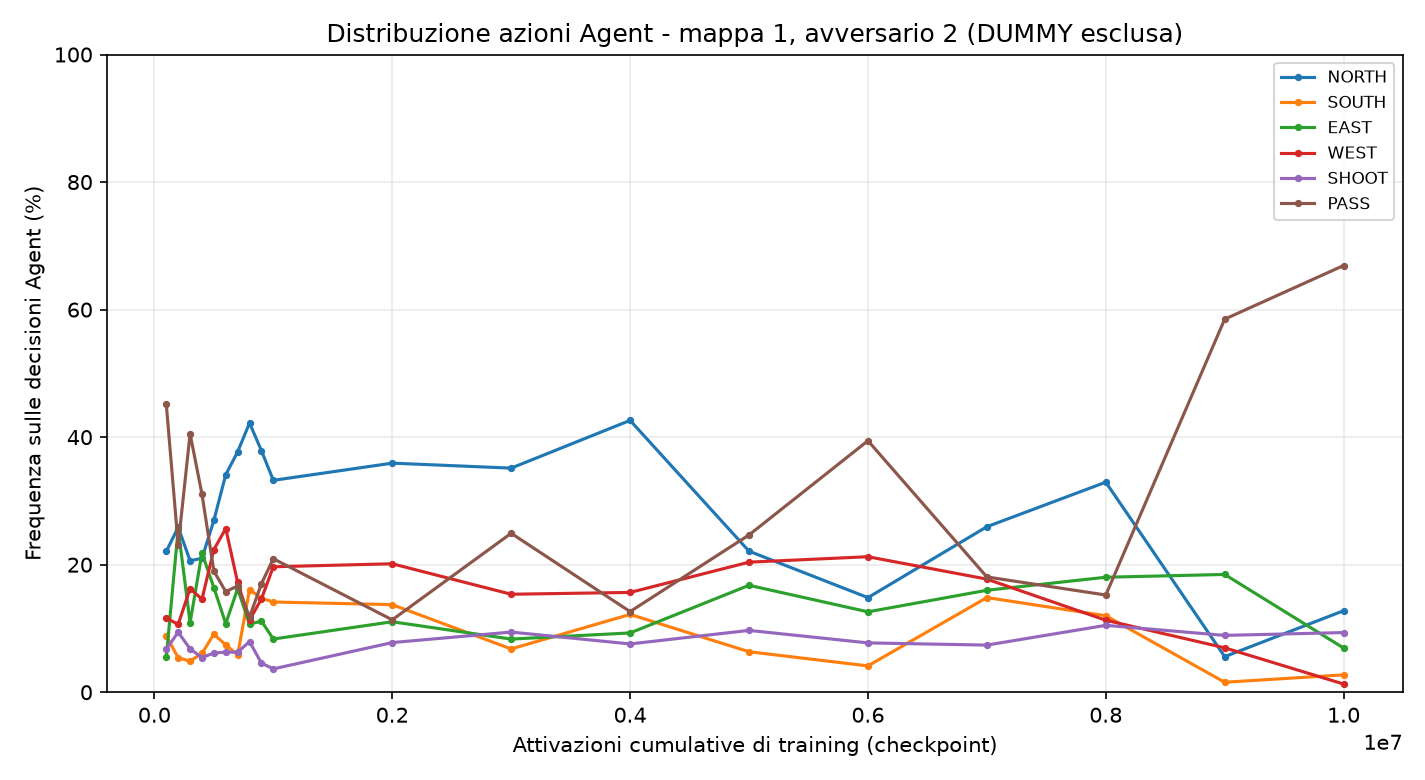 Distribuzione azioni Agent - mappa 1, avversario 2 (DUMMY esclusa)
Frequenza sulle decisioni Agent (%)
100
80
60
40
20
0
NORTH
SOUTH
EAST
WEST
SHOOT
PASS
0.0 0.2 0.4 0.6 0.8 1.0
1e7
Attivazioni cumulative di training (checkpoint)